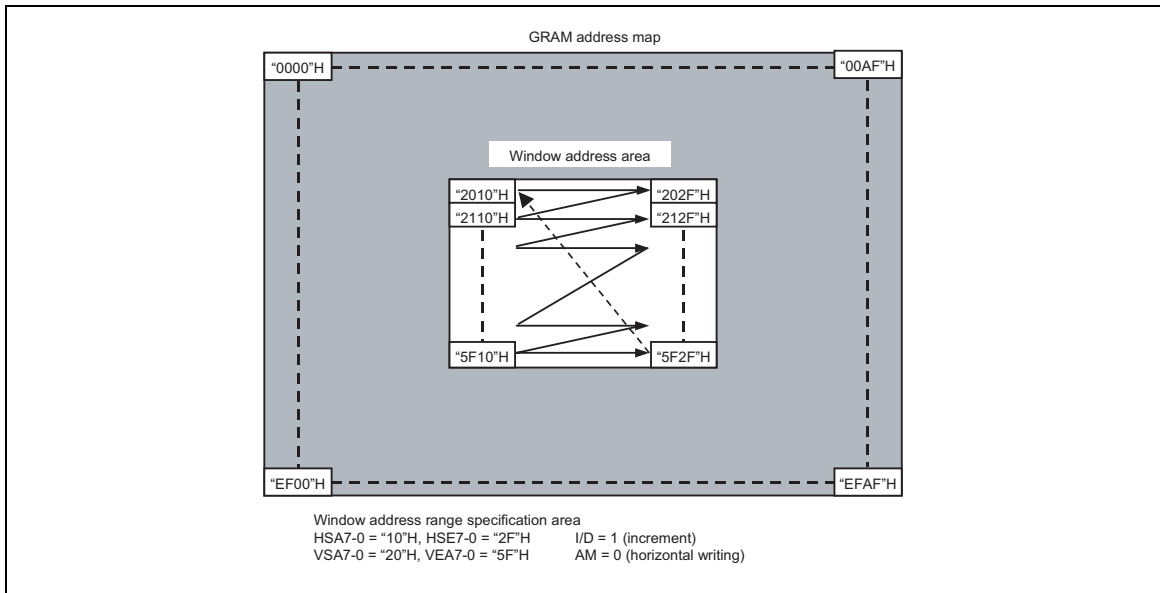 GRAM address map
“0000”H
“00AF”H
Window address area
“2010”H
“202F”H
“2110”H
“212F”H
“5F10”H
“5F2F”H
“EF00”H
“EFAF”H
Window address range specification area
HSA7-0 = “10”H, HSE7-0 = “2F”H I/D = 1 (increment)
VSA7-0 = “20”H, VEA7-0 = “5F”H AM = 0 (horizontal writing)